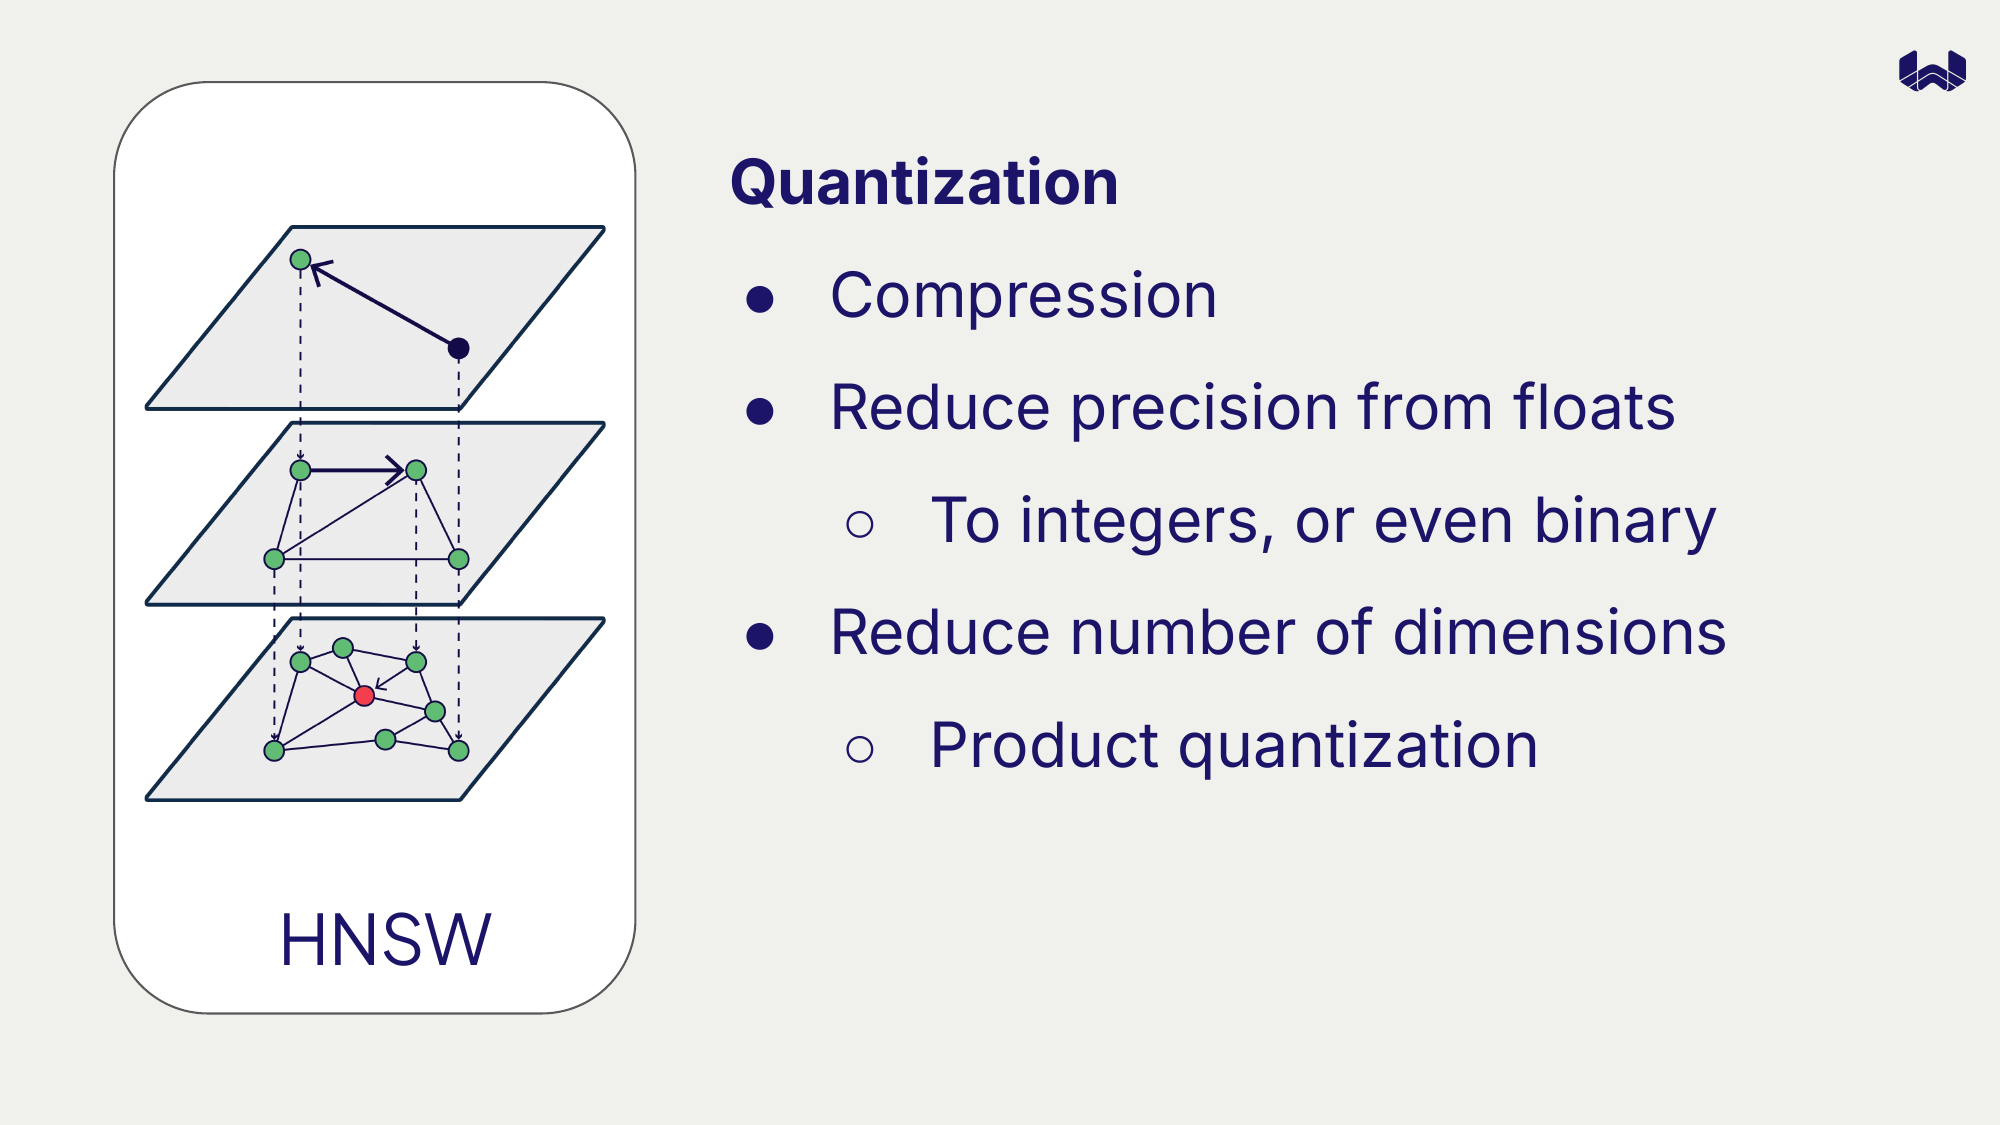 Quantization
● Compression
● Reduce precision from floats
○ To integers, or even binary
● Reduce number of dimensions
○ Product quantization
HNSW